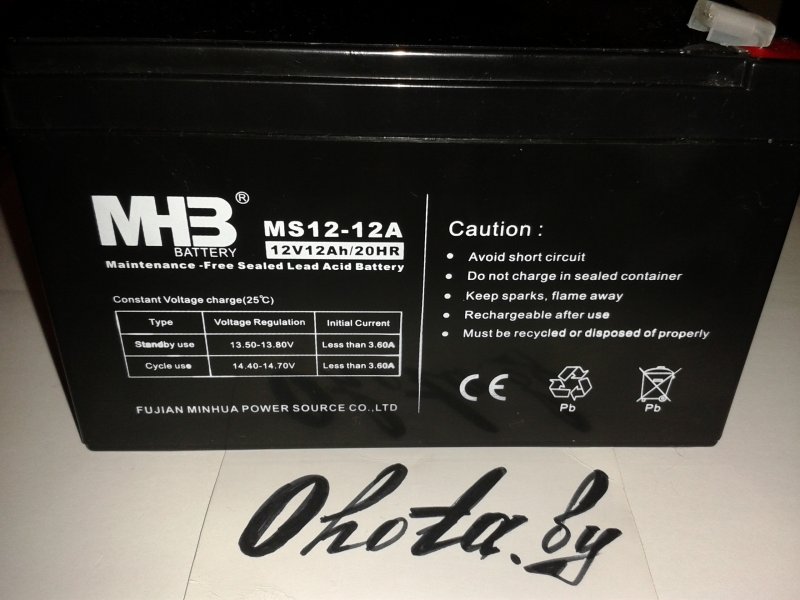 MHB®
BATTERY
MS12-12A
12V12Ah/20HR
Maintenance -Free Sealed Lead Acid Battery
Constant Voltage charge(25℃)
Type Voltage Regulation Initial Current
Standby use 13.50-13.80V Less than 3.60A
Cycle use 14.40-14.70V Less than 3.60A
FUJIAN MINHUA POWER SOURCE CO.,LTD
Caution :
• Avoid short circuit
• Do not charge in sealed container
• Keep sparks, flame away
• Rechargeable after use
• Must be recycled or disposed of properly
CE
Pb Pb
Ohota.by